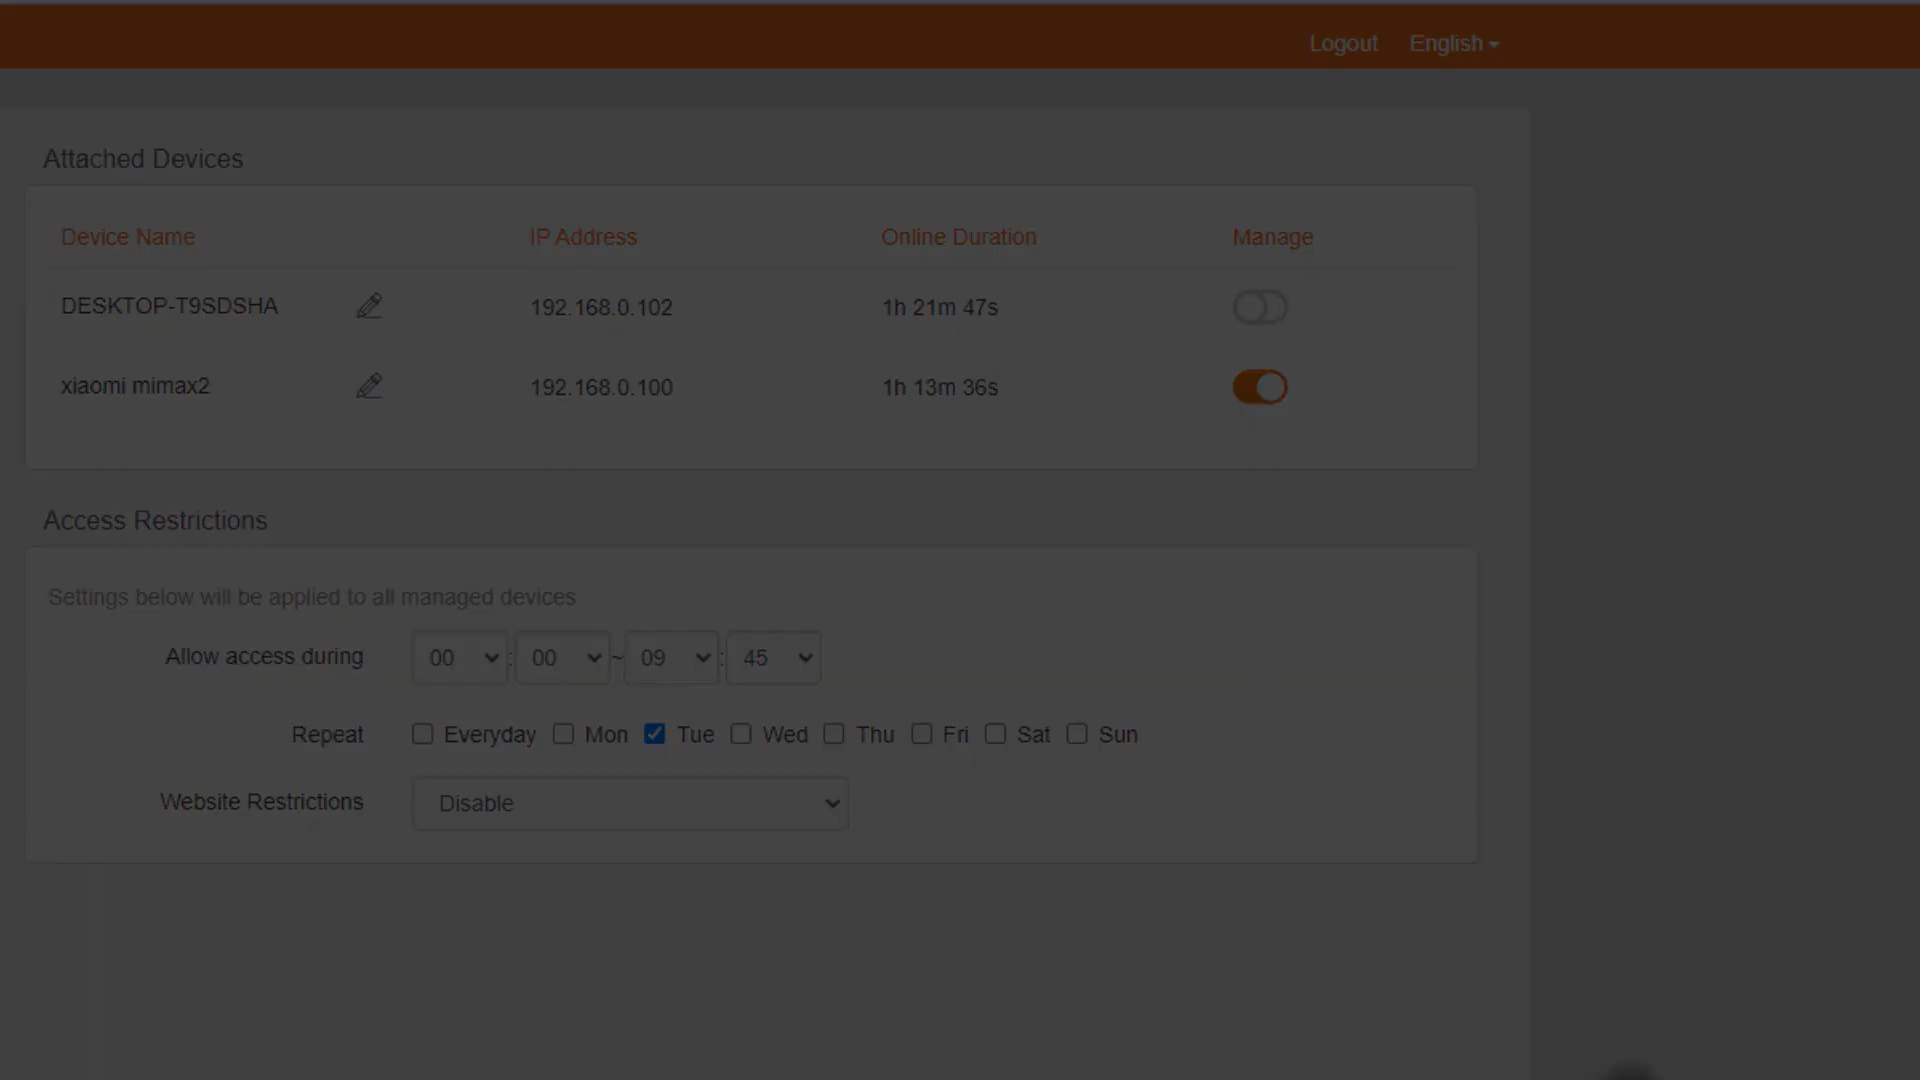 Logout English
Attached Devices
Device Name IP Address Online Duration Manage
DESKTOP-T9SDSHA 192.168.0.102 1h 21m 47s
xiaomi mimax2 192.168.0.100 1h 13m 36s
Access Restrictions
Settings below will be applied to all managed devices
Allow access during 00 : 00 ~ 09 : 45
Repeat Everyday Mon Tue Wed Thu Fri Sat Sun
Website Restrictions Disable